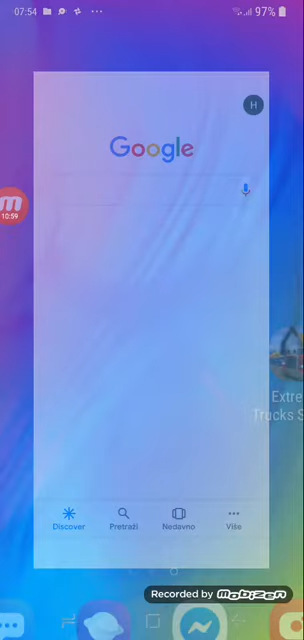 07:54
97%
H
Google
10:59
Extre
Trucks S
Discover
Pretraži
Nedavno
Više
Recorded by Mobizen